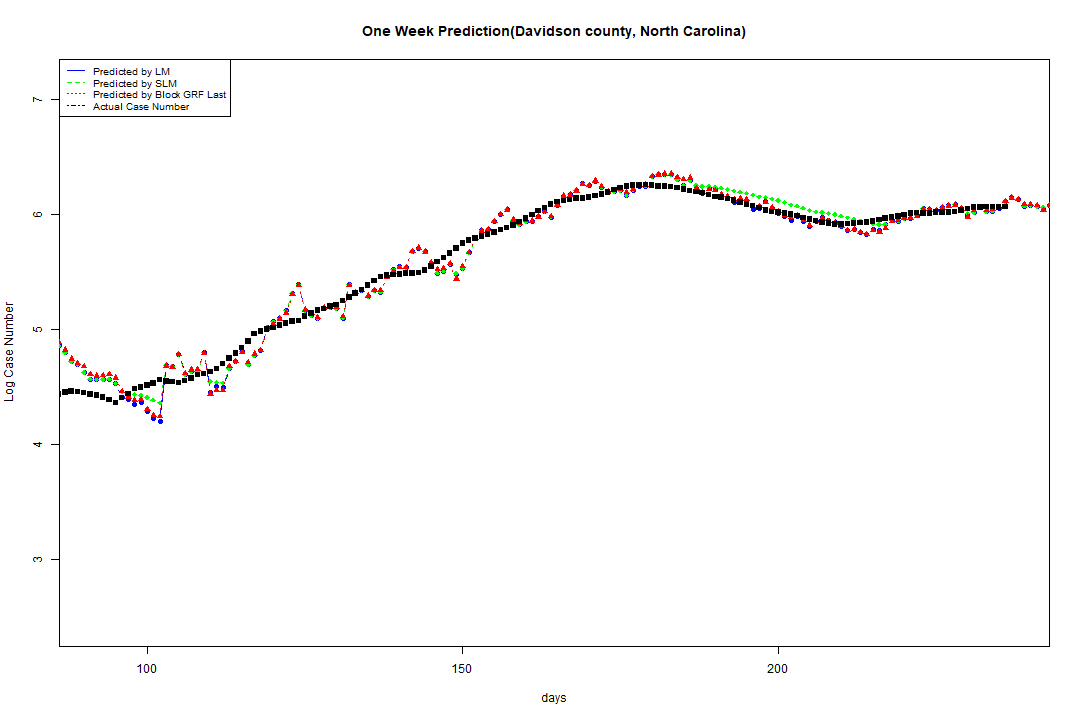 One Week Prediction(Davidson county, North Carolina)
Predicted by LM
Predicted by SLM
Predicted by Block GRF Last
Actual Case Number
7
6
5
4
3
Log Case Number
100 150 200
days